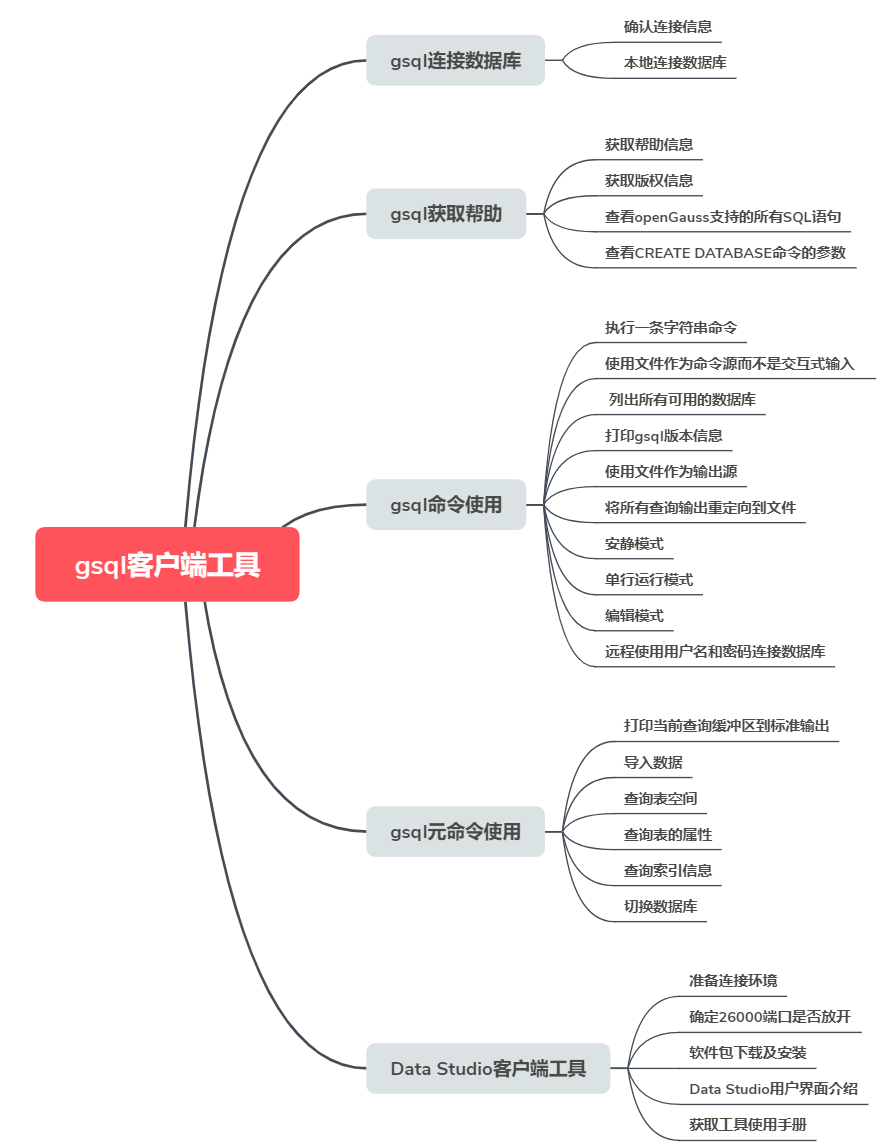 gsql客户端工具
gsql连接数据库
确认连接信息
本地连接数据库
gsql获取帮助
获取帮助信息
获取版权信息
查看openGauss支持的所有SQL语句
查看CREATE DATABASE命令的参数
gsql命令使用
执行一条字符串命令
使用文件作为命令源而不是交互式输入
列出所有可用的数据库
打印gsql版本信息
使用文件作为输出源
将所有查询输出重定向到文件
安静模式
单行运行模式
编辑模式
远程使用用户名和密码连接数据库
gsql元命令使用
打印当前查询缓冲区到标准输出
导入数据
查询表空间
查询表的属性
查询索引信息
切换数据库
Data Studio客户端工具
准备连接环境
确定26000端口是否放开
软件包下载及安装
Data Studio用户界面介绍
获取工具使用手册